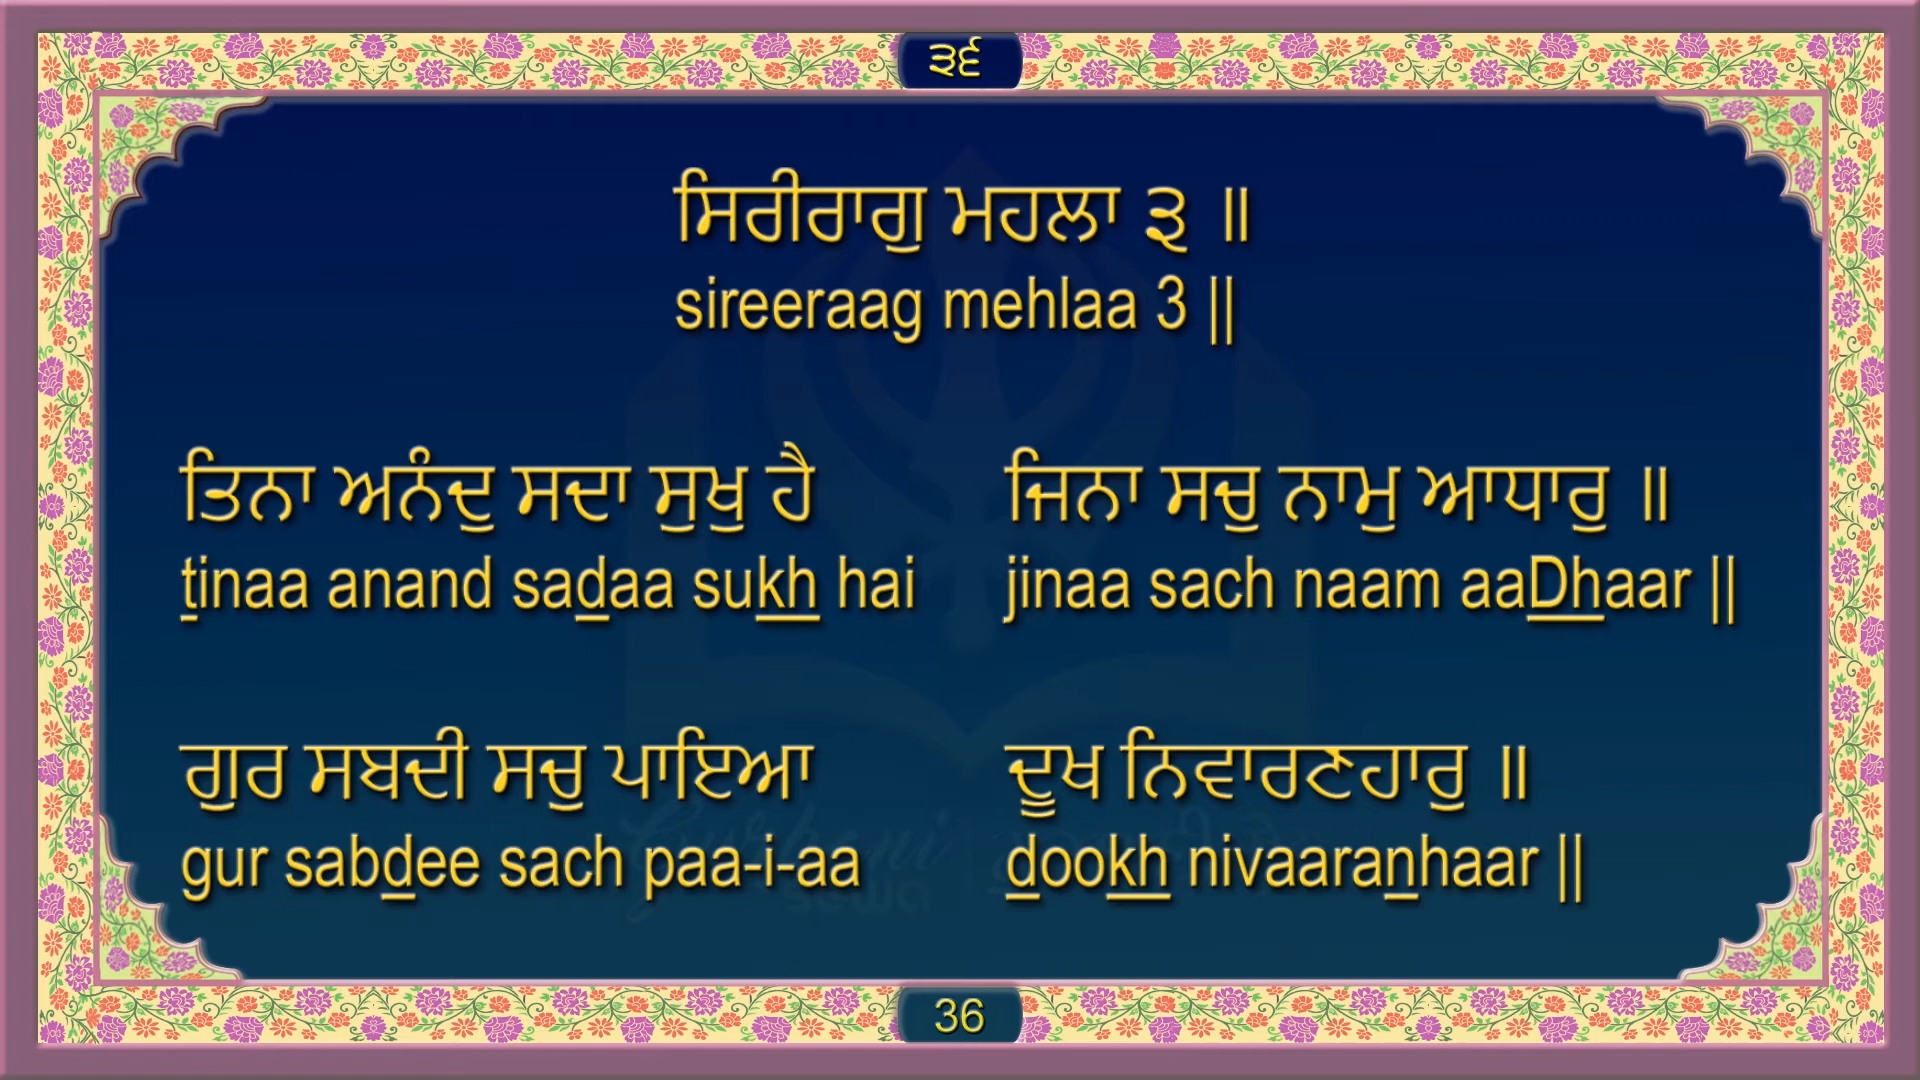 ੩੬
ਸਿਰੀਰਾਗੁ ਮਹਲਾ ੩ ॥
sireeraag mehlaa 3 ||
ਤਿਨਾ ਅਨੰਦੁ ਸਦਾ ਸੁਖੁ ਹੈ ਜਿਨਾ ਸਚੁ ਨਾਮੁ ਆਧਾਰੁ ॥
tinaa anand sadaa sukh hai jinaa sach naam aaDhaar ||
ਗੁਰ ਸਬਦੀ ਸਚੁ ਪਾਇਆ ਦੂਖ ਨਿਵਾਰਣਹਾਰੁ ॥
gur sabdee sach paa-i-aa dookh nivaaranhaar ||
36